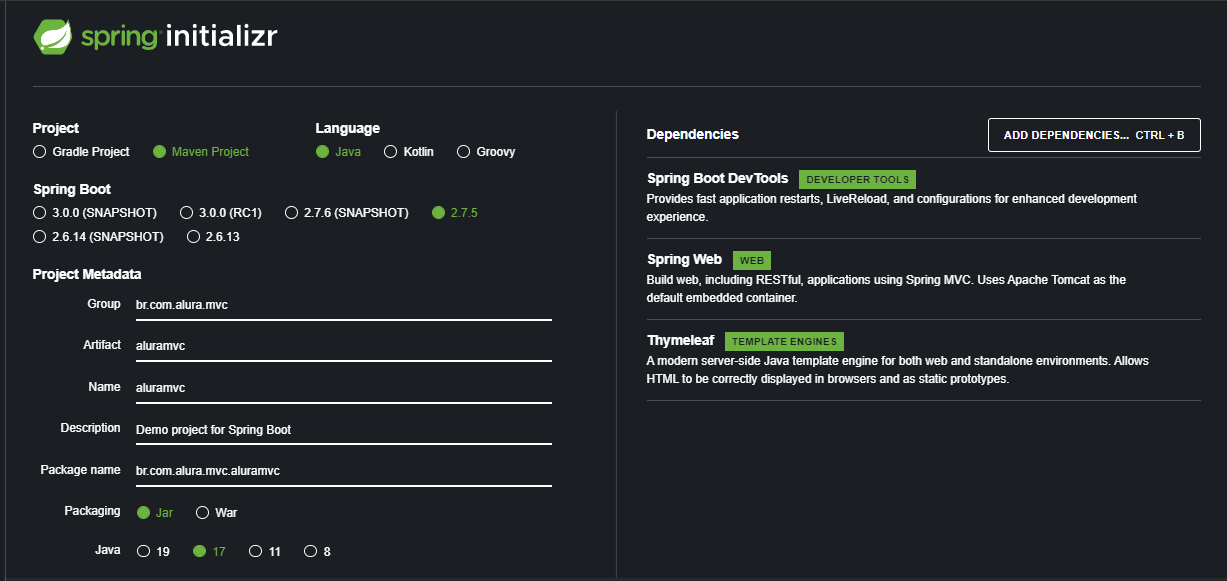 spring initializr
Project
Gradle Project Maven Project
Language
Java Kotlin Groovy
Spring Boot
3.0.0 (SNAPSHOT) 3.0.0 (RC1) 2.7.6 (SNAPSHOT) 2.7.5
2.6.14 (SNAPSHOT) 2.6.13
Project Metadata
Group br.com.alura.mvc
Artifact aluramvc
Name aluramvc
Description Demo project for Spring Boot
Package name br.com.alura.mvc.aluramvc
Packaging Jar War
Java 19 17 11 8
Dependencies ADD DEPENDENCIES... CTRL + B
Spring Boot DevTools DEVELOPER TOOLS
Provides fast application restarts, LiveReload, and configurations for enhanced development
experience.
Spring Web WEB
Build web, including RESTful, applications using Spring MVC. Uses Apache Tomcat as the
default embedded container.
Thymeleaf TEMPLATE ENGINES
A modern server-side Java template engine for both web and standalone environments. Allows
HTML to be correctly displayed in browsers and as static prototypes.